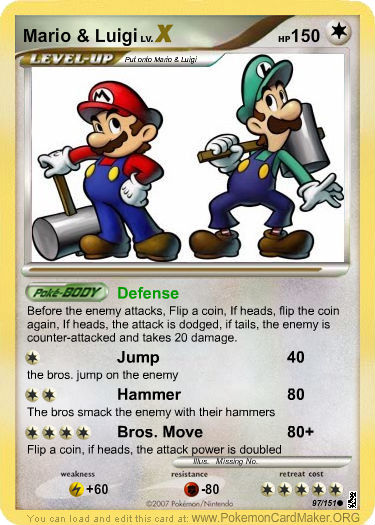 Mario & Luigi LV.X HP 150
LEVEL-UP Put onto Mario & Luigi
Poké-BODY Defense
Before the enemy attacks, Flip a coin, If heads, flip the coin
again, If heads, the attack is dodged, if tails, the enemy is
counter-attacked and takes 20 damage.
Jump 40
the bros. jump on the enemy
Hammer 80
The bros smack the enemy with their hammers
Bros. Move 80+
Flip a coin, if heads, the attack power is doubled
Illus. Missing No.
weakness resistance retreat cost
+60 -80
©2007 Pokémon/Nintendo 97/151
You can load and edit this card at: www.PokemonCardMaker.ORG